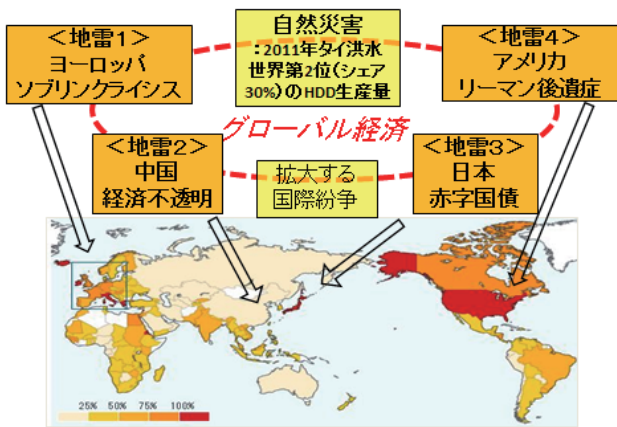 ＜地雷1＞
ヨーロッパ
ソブリンクライシス
自然災害
：2011年タイ洪水
世界第2位（シェア
30%）のHDD生産量
＜地雷4＞
アメリカ
リーマン後遺症
グローバル経済
＜地雷2＞
中国
経済不透明
拡大する
国際紛争
＜地雷3＞
日本
赤字国債
25% 50% 75% 100%